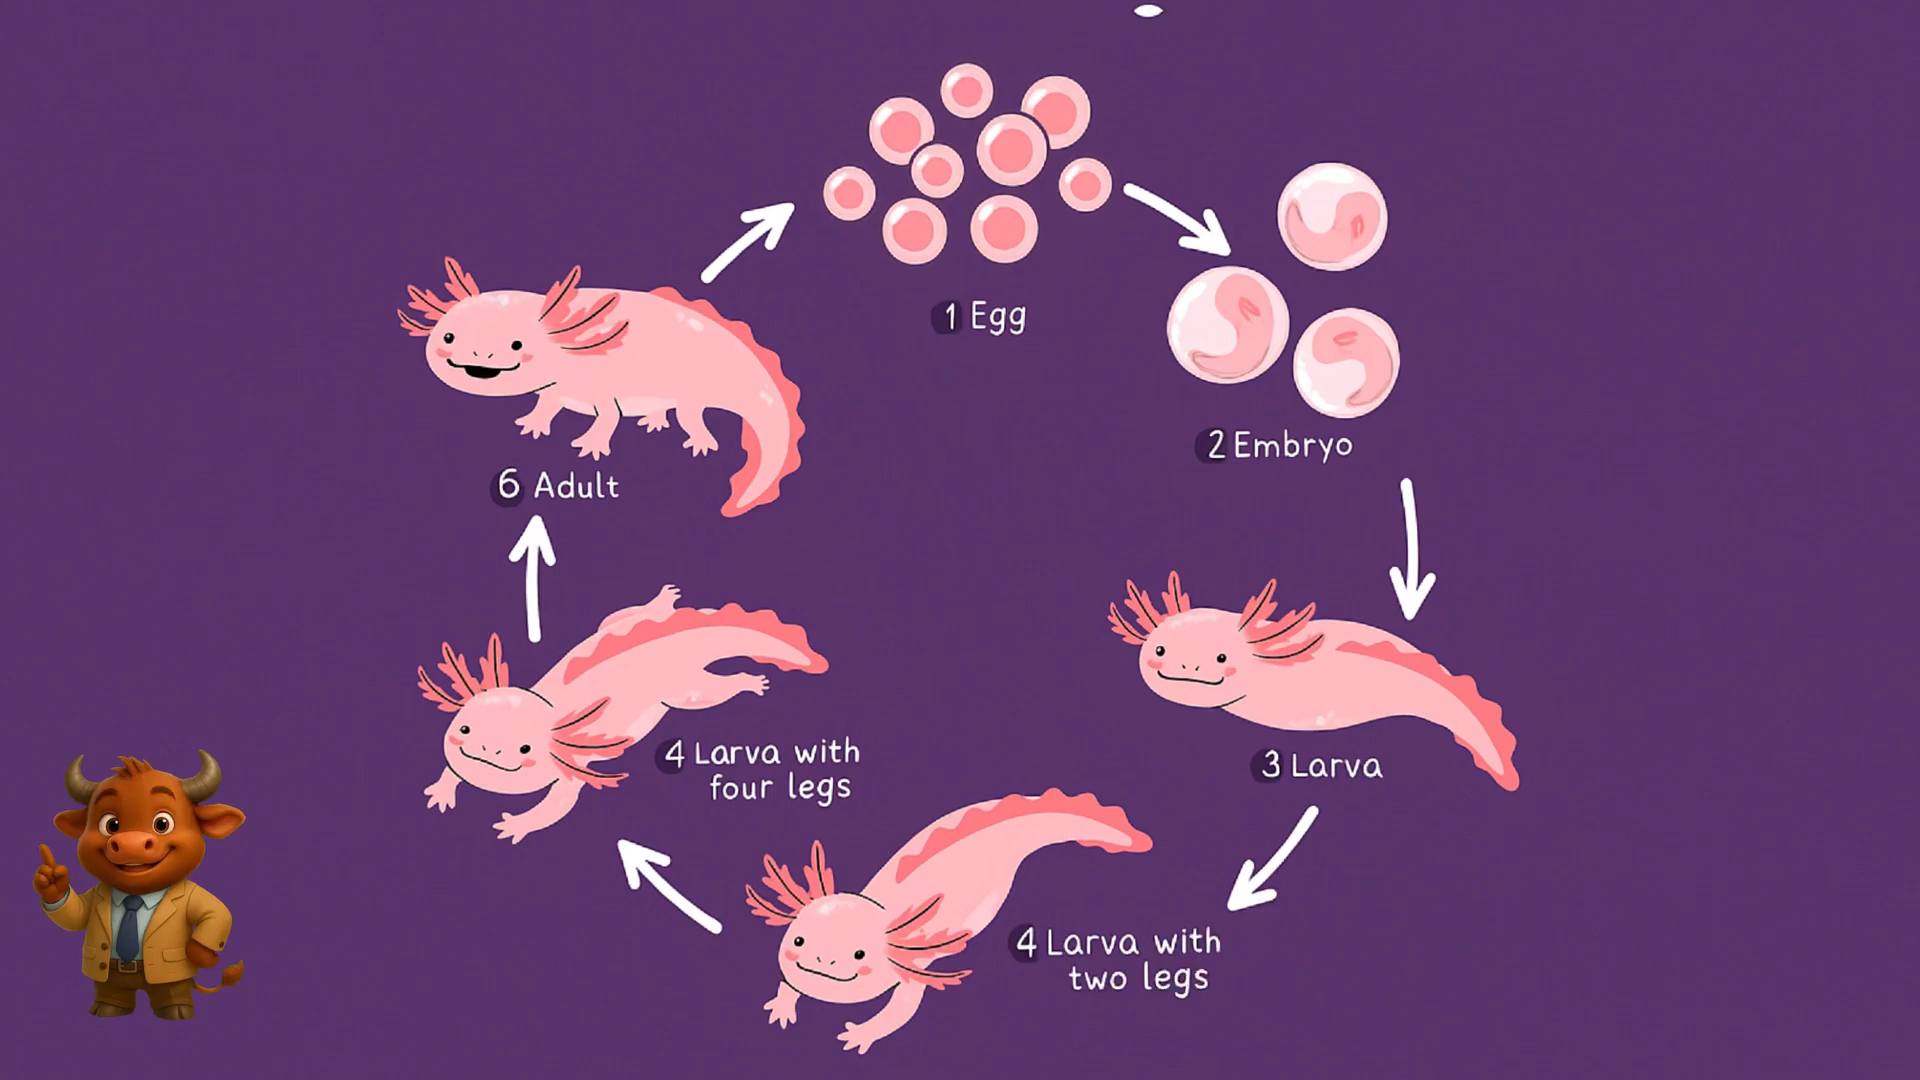 1 Egg
2 Embryo
3 Larva
4 Larva with
two legs
4 Larva with
four legs
6 Adult